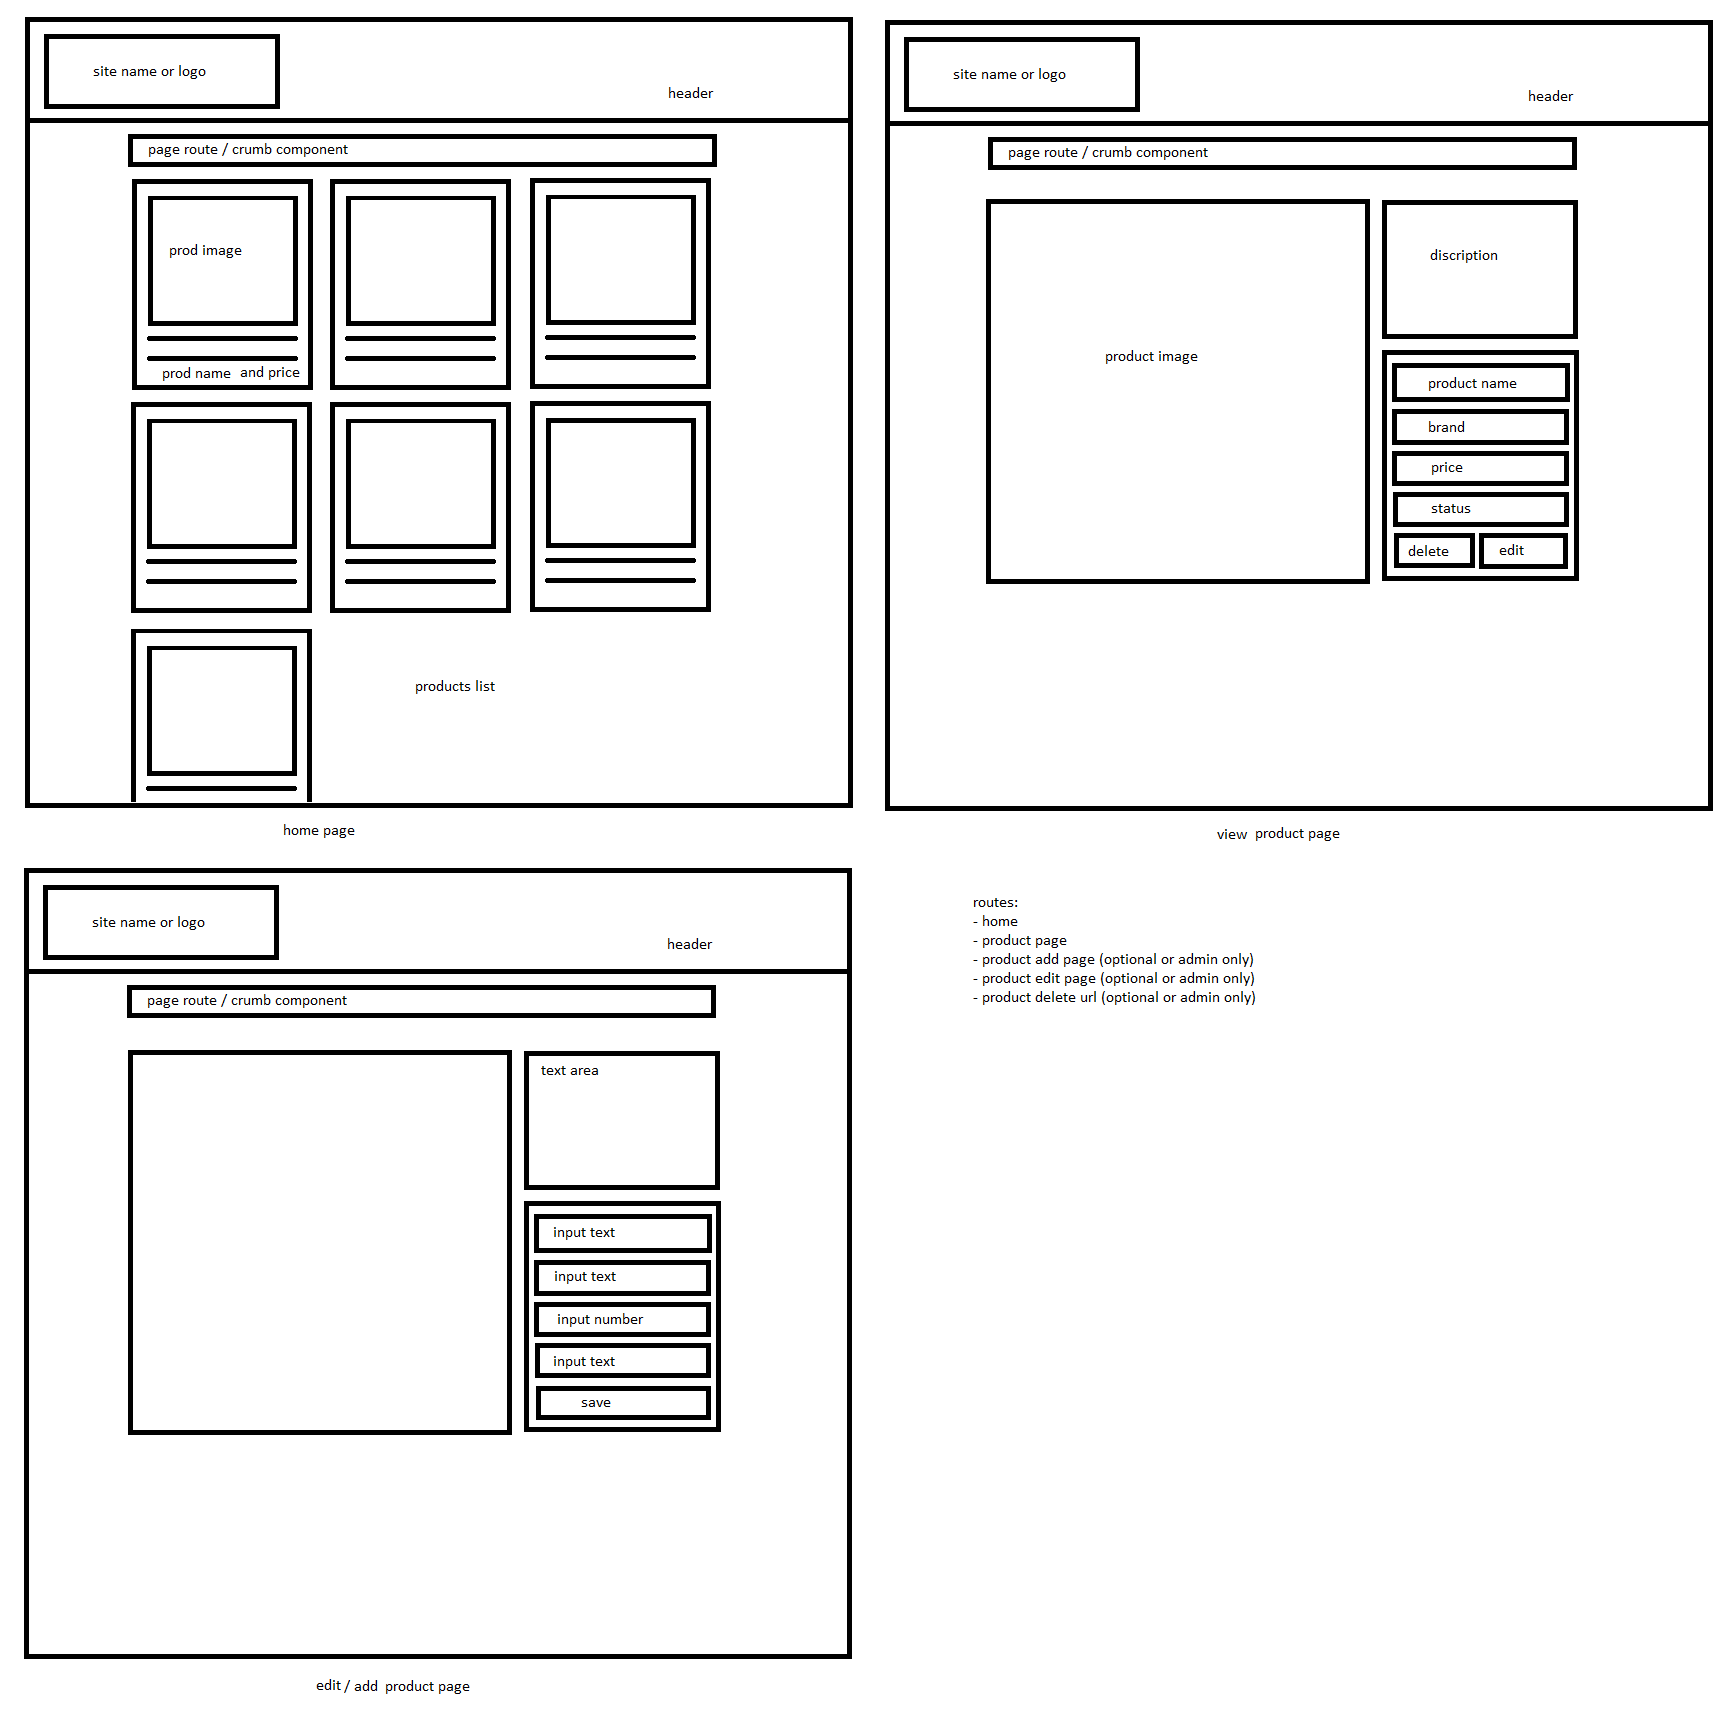 site name or logo
header
page route / crumb component
prod image
prod name and price
products list
home page
site name or logo
header
page route / crumb component
product image
discription
product name
brand
price
status
delete
edit
view product page
site name or logo
header
page route / crumb component
text area
input text
input text
input number
input text
save
edit / add product page
routes:
- home
- product page
- product add page (optional or admin only)
- product edit page (optional or admin only)
- product delete url (optional or admin only)